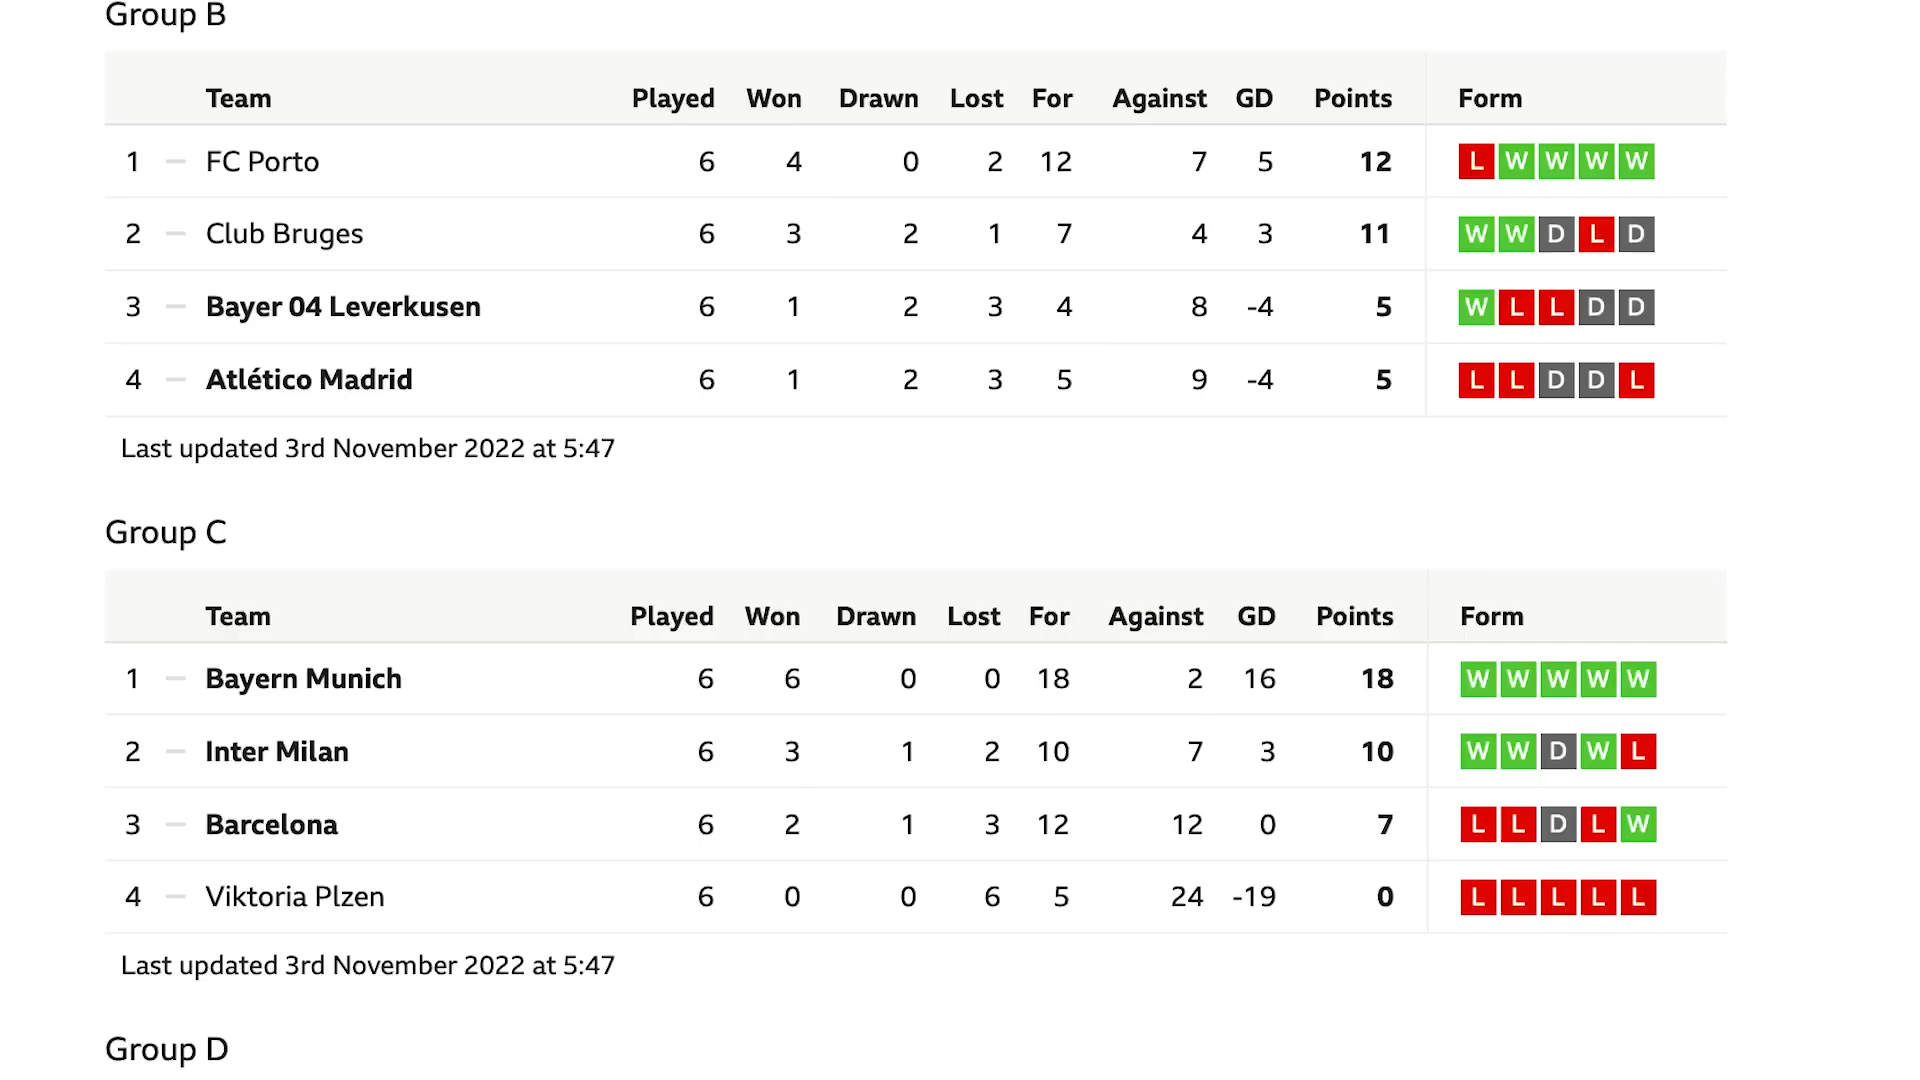 Group B
Team Played Won Drawn Lost For Against GD Points Form
1 FC Porto 6 4 0 2 12 7 5 12 L W W W W
2 Club Bruges 6 3 2 1 7 4 3 11 W W D L D
3 Bayer 04 Leverkusen 6 1 2 3 4 8 -4 5 W L L D D
4 Atlético Madrid 6 1 2 3 5 9 -4 5 L L D D L
Last updated 3rd November 2022 at 5:47
Group C
Team Played Won Drawn Lost For Against GD Points Form
1 Bayern Munich 6 6 0 0 18 2 16 18 W W W W W
2 Inter Milan 6 3 1 2 10 7 3 10 W W D W L
3 Barcelona 6 2 1 3 12 12 0 7 L L D L W
4 Viktoria Plzen 6 0 0 6 5 24 -19 0 L L L L L
Last updated 3rd November 2022 at 5:47
Group D